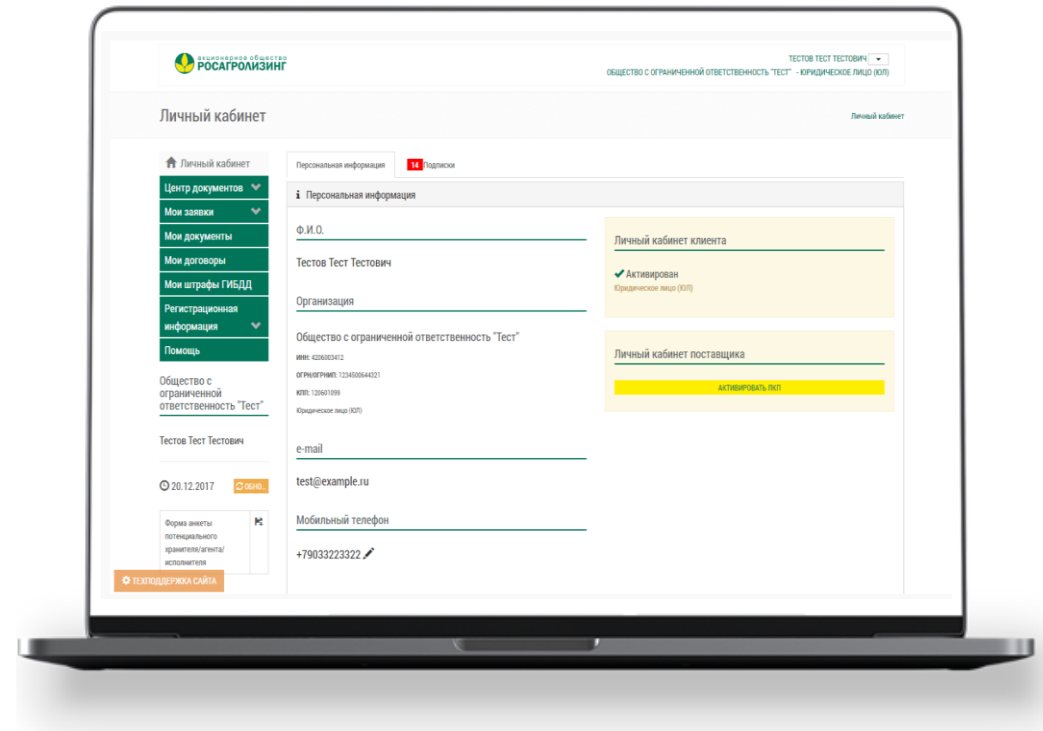 акционерное общество
РОСАГРОЛИЗИНГ
ТЕСТОВ ТЕСТ ТЕСТОВИЧ
ОБЩЕСТВО С ОГРАНИЧЕННОЙ ОТВЕТСТВЕННОСТЬ "ТЕСТ" - ЮРИДИЧЕСКОЕ ЛИЦО (ЮЛ)
Личный кабинет
Личный кабинет
Личный кабинет
Центр документов
Мои заявки
Мои документы
Мои договоры
Мои штрафы ГИБДД
Регистрационная
информация
Помощь
Общество с
ограниченной
ответственность "Тест"
Тестов Тест Тестович
20.12.2017
ОБНО...
Форма анкеты
потенциального
хранителя/агента/
исполнителя
ТЕХПОДДЕРЖКА САЙТА
Персональная информация
14 Подписки
Персональная информация
Ф.И.О.
Тестов Тест Тестович
Организация
Общество с ограниченной ответственность "Тест"
ИНН: 4206003412
ОГРН/ОГРНИП: 1234500644321
КПП: 120601099
Юридическое лицо (ЮЛ)
e-mail
test@example.ru
Мобильный телефон
+79033223322
Личный кабинет клиента
Активирован
Юридическое лицо (ЮЛ)
Личный кабинет поставщика
АКТИВИРОВАТЬ ЛКП